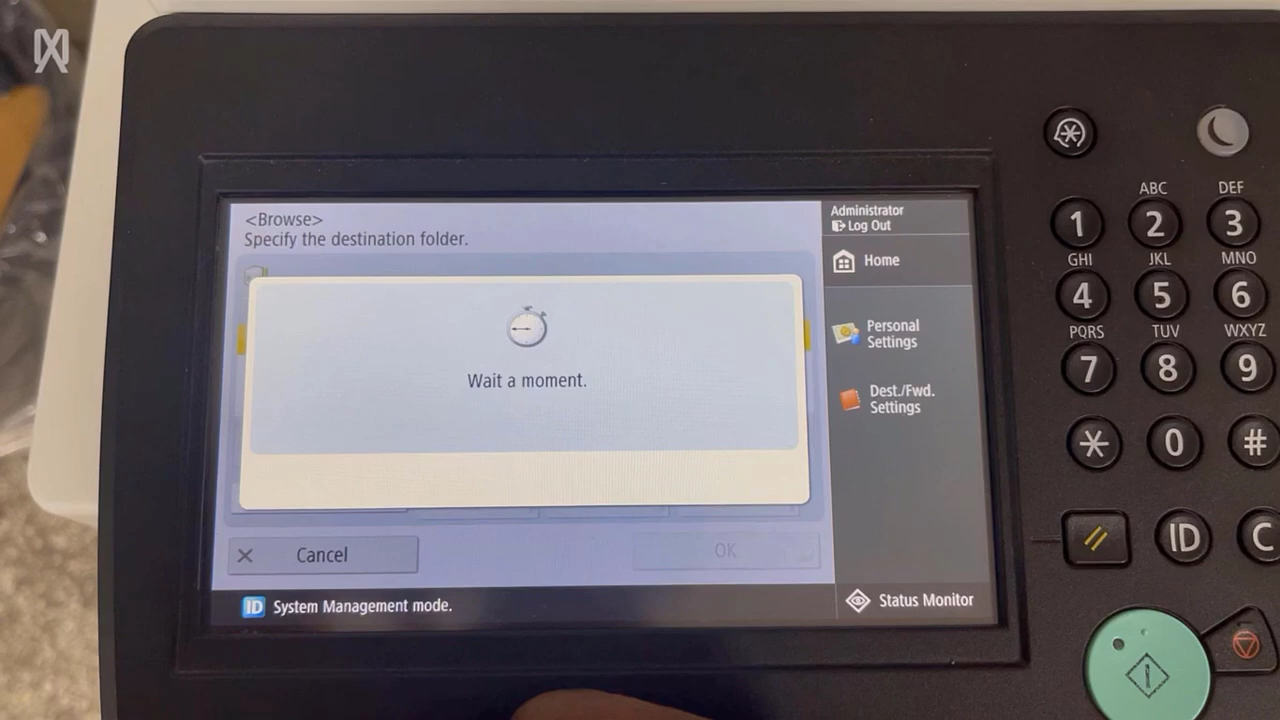 <Browse>
Specify the destination folder.
Wait a moment.
Cancel
OK
ID System Management mode.
Administrator
Log Out
Home
Personal
Settings
Dest./Fwd.
Settings
Status Monitor
ABC DEF
1 2 3
GHI JKL MNO
4 5 6
PQRS TUV WXYZ
7 8 9
* 0 #
ID C